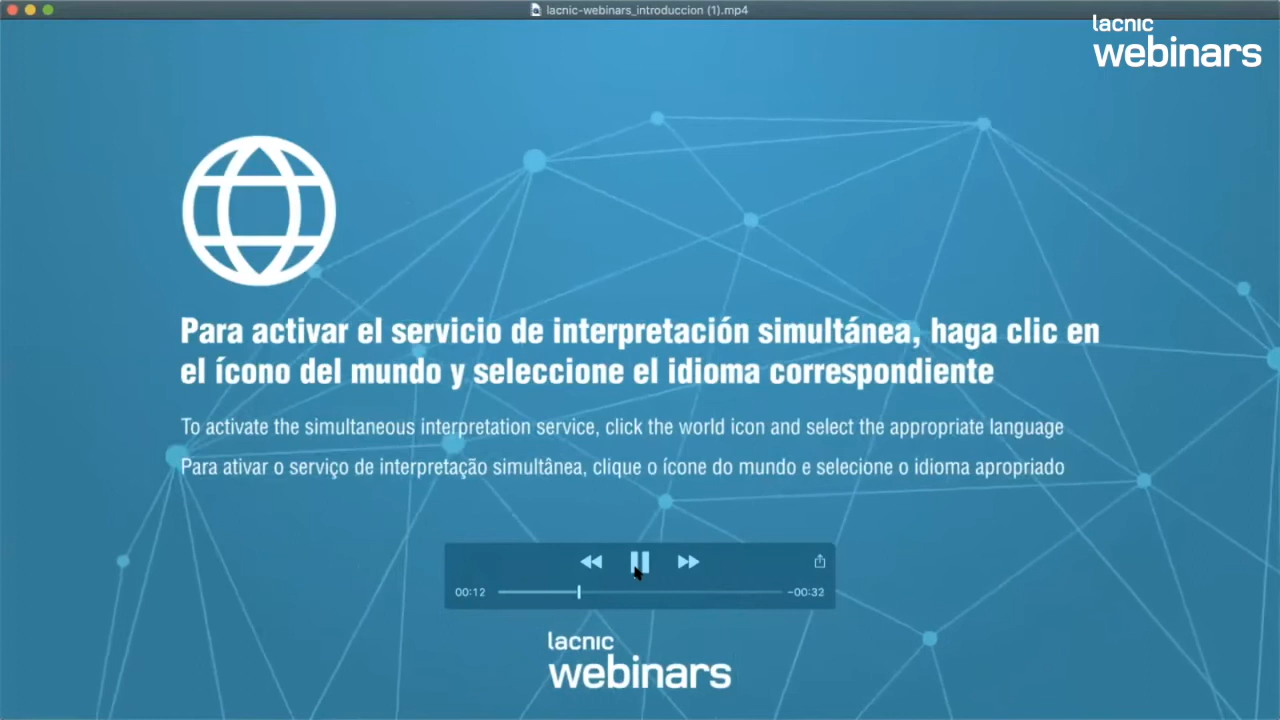 lacnic-webinars_introduccion (1).mp4
lacnic
webinars
Para activar el servicio de interpretación simultánea, haga clic en
el ícono del mundo y seleccione el idioma correspondiente
To activate the simultaneous interpretation service, click the world icon and select the appropriate language
Para ativar o serviço de interpretação simultânea, clique o ícone do mundo e selecione o idioma apropriado
00:12
-00:32
lacnic
webinars